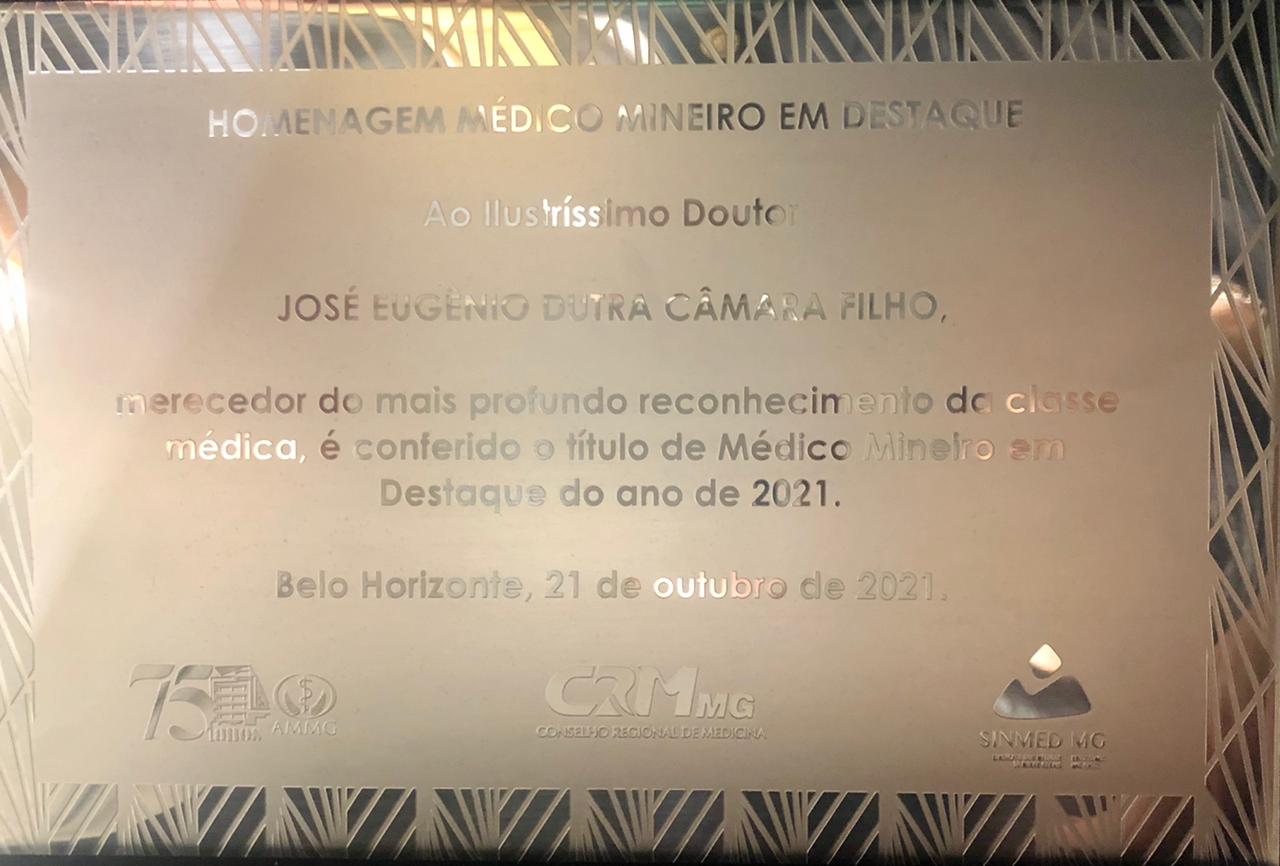 HOMENAGEM MÉDICO MINEIRO EM DESTAQUE
Ao Ilustríssimo Doutor
JOSÉ EUGÊNIO DUTRA CÂMARA FILHO,
merecedor do mais profundo reconhecimento da classe
médica, é conferido o título de Médico Mineiro em
Destaque do ano de 2021.
Belo Horizonte, 21 de outubro de 2021.
75 anos AMMG
CRM MG
CONSELHO REGIONAL DE MEDICINA
SINMED MG